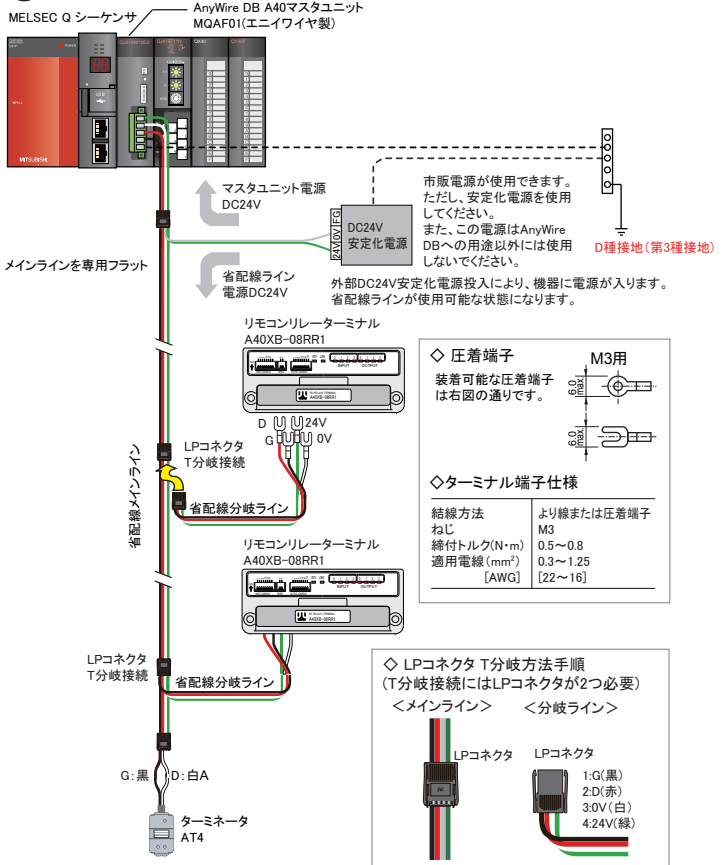 MELSEC Q シーケンサ
AnyWire DB A40マスタユニット
MQAF01(エニイワイヤ製)
POWER
USB
PULL
MITSUBISHI
QX40
マスタユニット電源
DC24V
24V 0V FG
DC24V
安定化電源
市販電源が使用できます。
ただし、安定化電源を使用
してください。
また、この電源はAnyWire
DBへの用途以外には使用
しないでください。
D種接地(第3種接地)
メインラインを専用フラット
省配線ライン
電源DC24V
外部DC24V安定化電源投入により、機器に電源が入ります。
省配線ラインが使用可能な状態になります。
リモコンリレーターミナル
A40XB-08RR1
INPUT OUTPUT
A40XB-08RR1
D 24V
G 0V
LPコネクタ
T分岐接続
省配線メインライン
省配線分岐ライン
◇ 圧着端子
M3用
装着可能な圧着端子
は右図の通りです。
6.0 max.
6.0 max.
◇ターミナル端子仕様
結線方法 より線または圧着端子
ねじ M3
締付トルク(N・m) 0.5~0.8
適用電線(mm²) 0.3~1.25
[AWG] [22~16]
リモコンリレーターミナル
A40XB-08RR1
INPUT OUTPUT
A40XB-08RR1
LPコネクタ
T分岐接続
省配線分岐ライン
◇ LPコネクタ T分岐方法手順
(T分岐接続にはLPコネクタが2つ必要)
<メインライン> <分岐ライン>
LPコネクタ
LPコネクタ
1:G(黒)
2:D(赤)
3:0V(白)
4:24V(緑)
G:黒 D:白A
ターミネータ
AT4